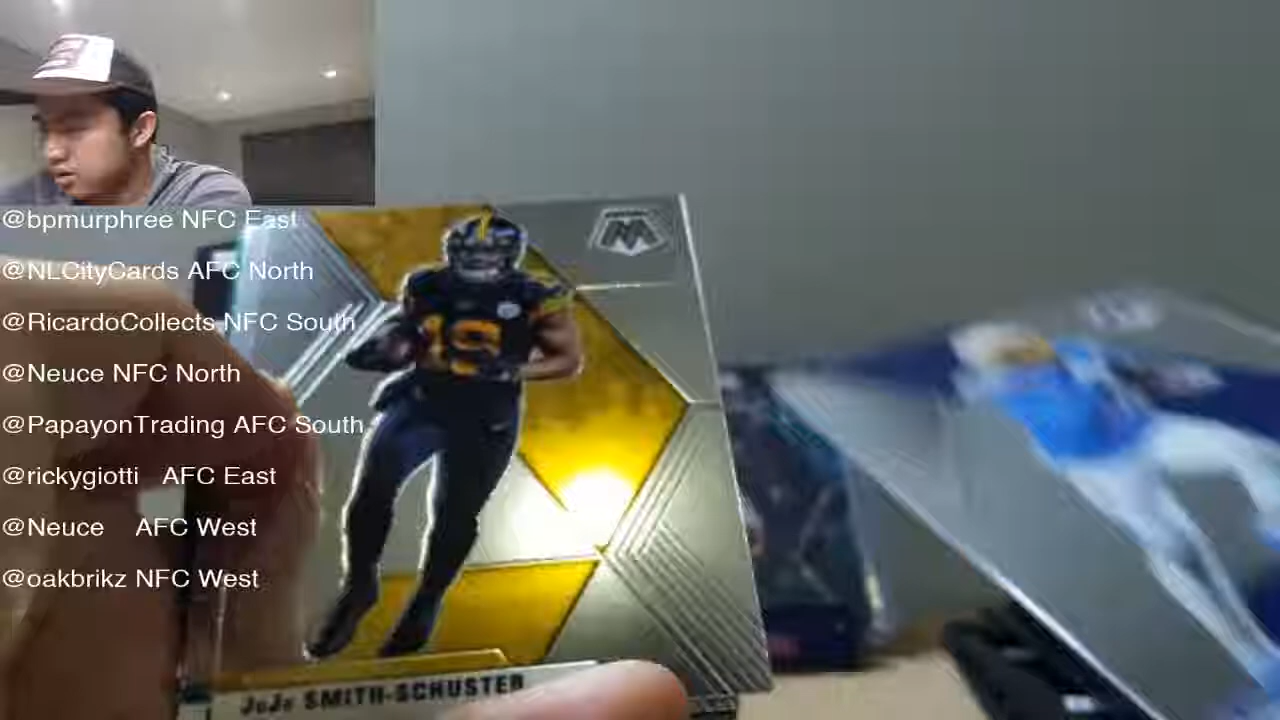 @bpmurphree NFC East
@NLCityCards AFC North
@RicardoCollects NFC South
@Neuce NFC North
@PapayonTrading AFC South
@rickygiotti AFC East
@Neuce AFC West
@oakbrikz NFC West
19
JuJu SMITH-SCHUSTER